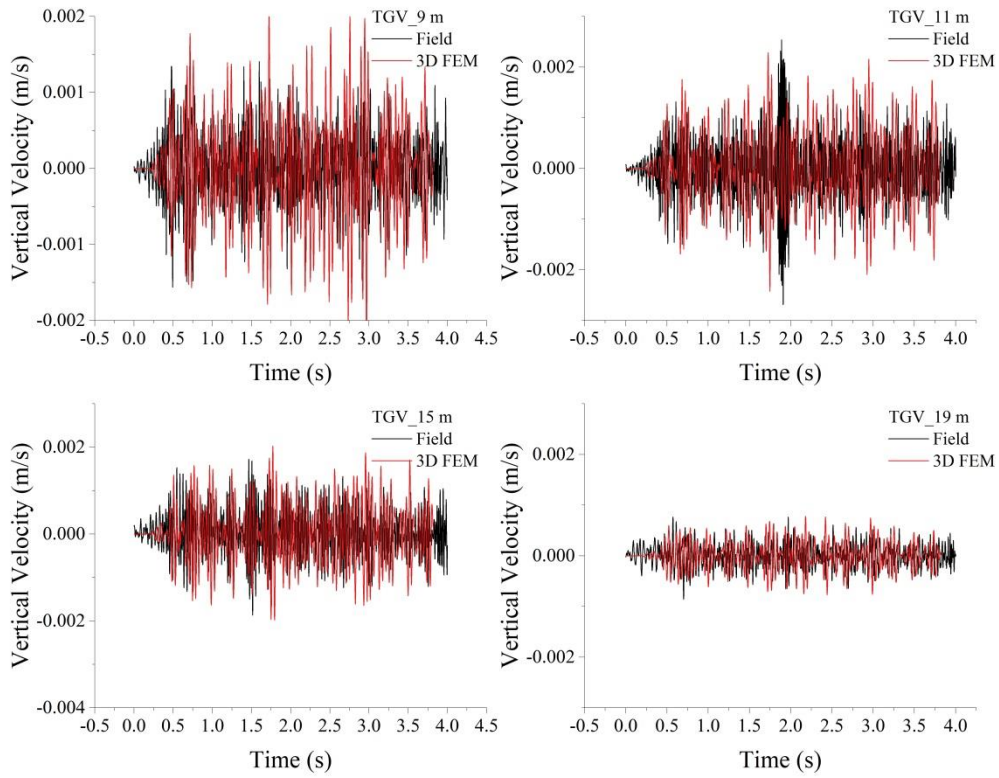 TGV_9 m
Field
3D FEM
Vertical Velocity (m/s)
0.002
0.001
0.000
-0.001
-0.002
-0.5 0.0 0.5 1.0 1.5 2.0 2.5 3.0 3.5 4.0 4.5
Time (s)
TGV_11 m
Field
3D FEM
Vertical Velocity (m/s)
0.002
0.000
-0.002
-0.5 0.0 0.5 1.0 1.5 2.0 2.5 3.0 3.5 4.0
Time (s)
TGV_15 m
Field
3D FEM
Vertical Velocity (m/s)
0.002
0.000
-0.002
-0.004
-0.5 0.0 0.5 1.0 1.5 2.0 2.5 3.0 3.5 4.0 4.5
Time (s)
TGV_19 m
Field
3D FEM
Vertical Velocity (m/s)
0.002
0.000
-0.002
-0.5 0.0 0.5 1.0 1.5 2.0 2.5 3.0 3.5 4.0
Time (s)